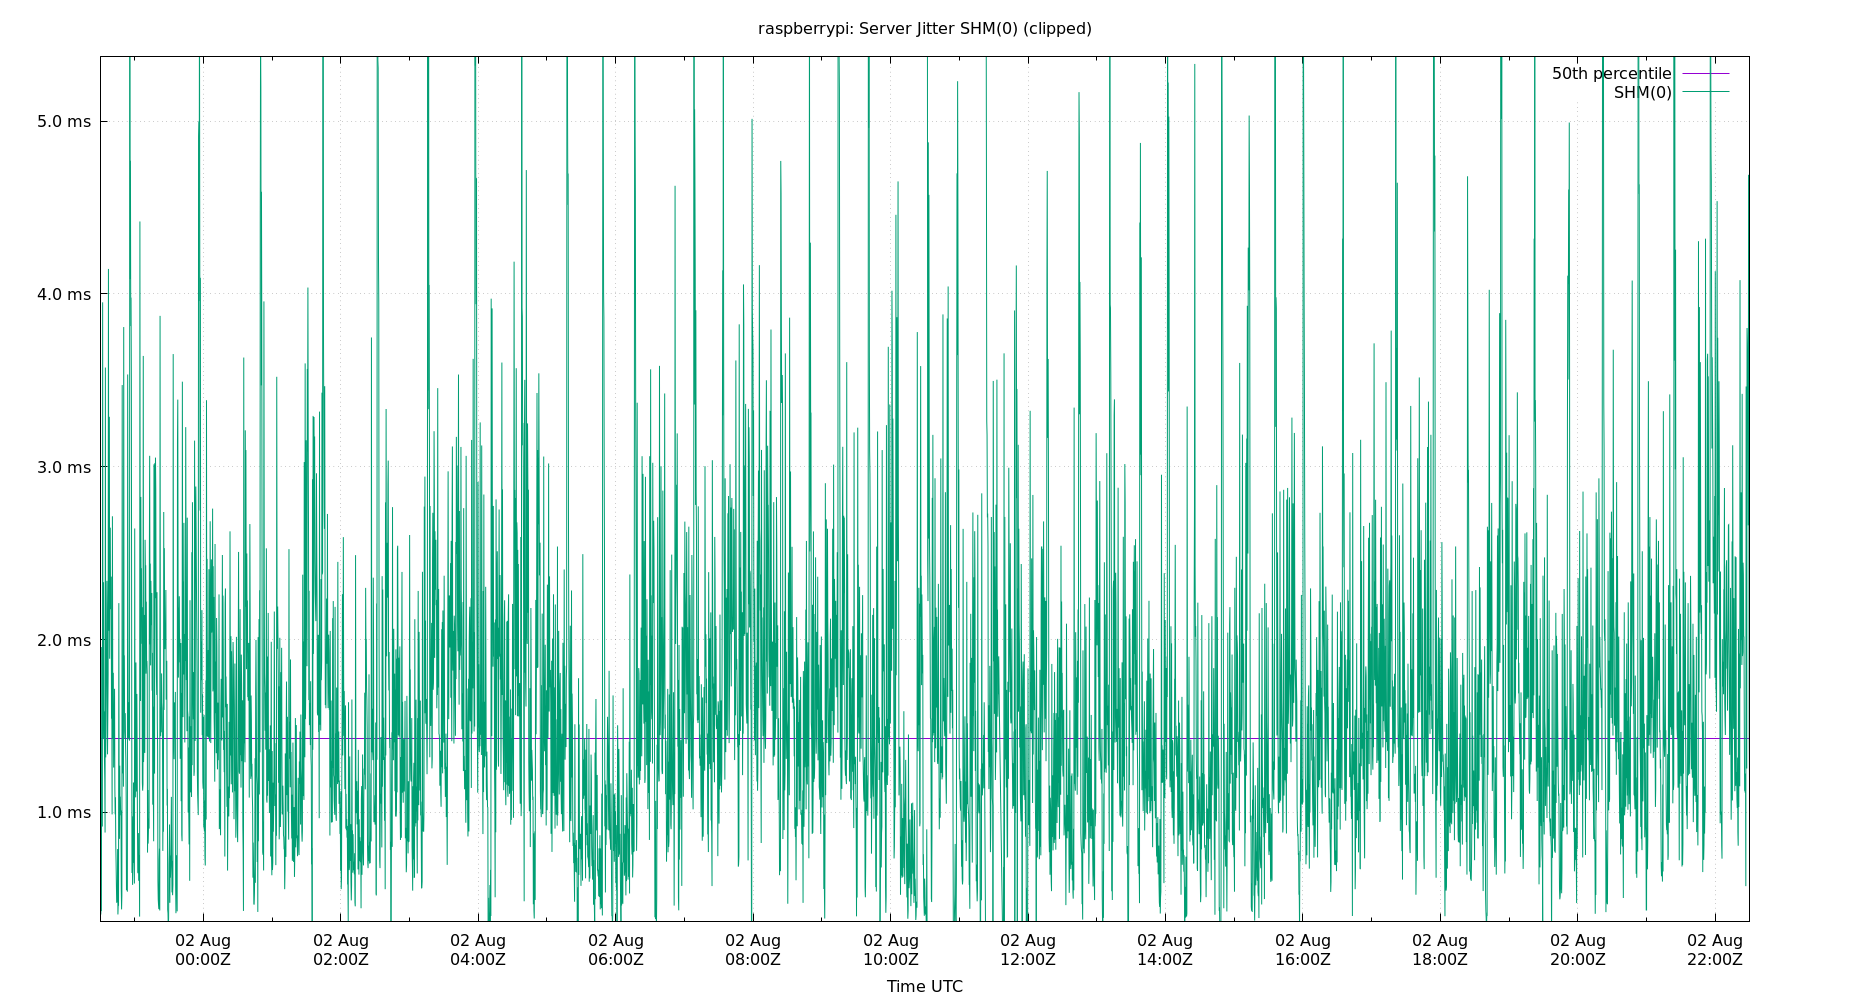 raspberrypi: Server Jitter SHM(0) (clipped)
50th percentile
SHM(0)
5.0 ms
4.0 ms
3.0 ms
2.0 ms
1.0 ms
02 Aug 02 Aug 02 Aug 02 Aug 02 Aug 02 Aug 02 Aug 02 Aug 02 Aug 02 Aug 02 Aug 02 Aug
00:00Z 02:00Z 04:00Z 06:00Z 08:00Z 10:00Z 12:00Z 14:00Z 16:00Z 18:00Z 20:00Z 22:00Z
Time UTC